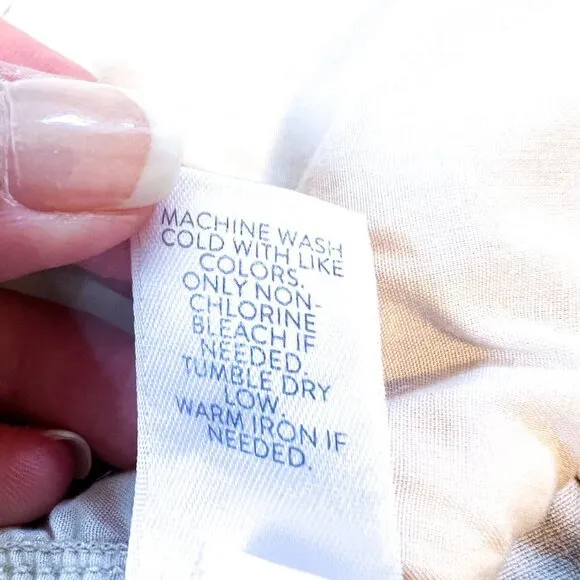 MACHINE WASH
COLD WITH LIKE
COLORS.
ONLY NON-
CHLORINE
BLEACH IF
NEEDED.
TUMBLE DRY
LOW.
WARM IRON IF
NEEDED.